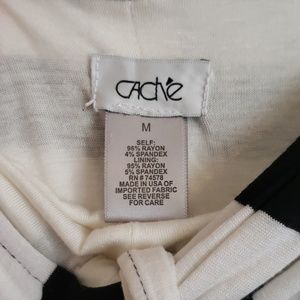 CACHÉ
M
SELF:
96% RAYON
4% SPANDEX
LINING:
95% RAYON
5% SPANDEX
RN # 74578
MADE IN USA OF
IMPORTED FABRIC
SEE REVERSE
FOR CARE